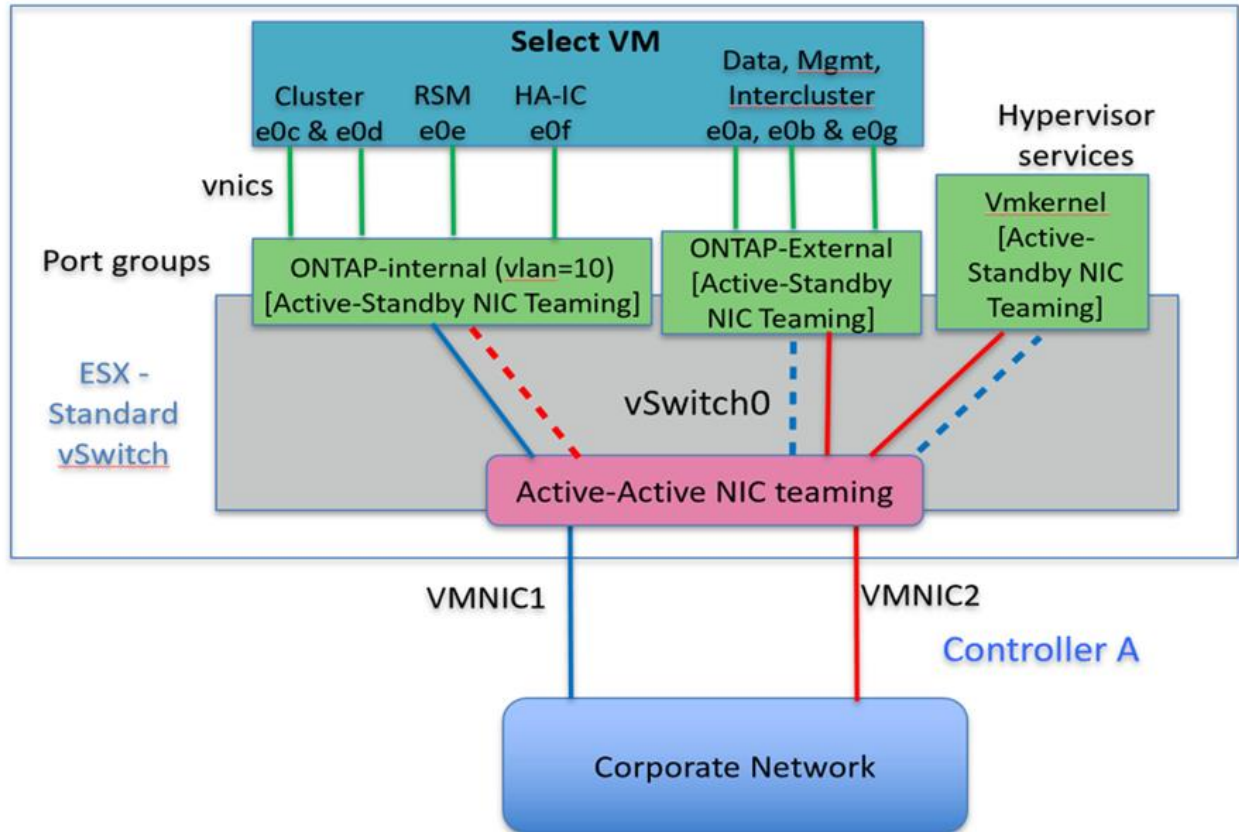 Select VM
Cluster
e0c & e0d
RSM
e0e
HA-IC
e0f
Data, Mgmt,
Intercluster
e0a, e0b & e0g
Hypervisor
services
vnics
Port groups
ONTAP-internal (vlan=10)
[Active-Standby NIC Teaming]
ONTAP-External
[Active-Standby
NIC Teaming]
Vmkernel
[Active-
Standby NIC
Teaming]
ESX -
Standard
vSwitch
vSwitch0
Active-Active NIC teaming
VMNIC1
VMNIC2
Controller A
Corporate Network